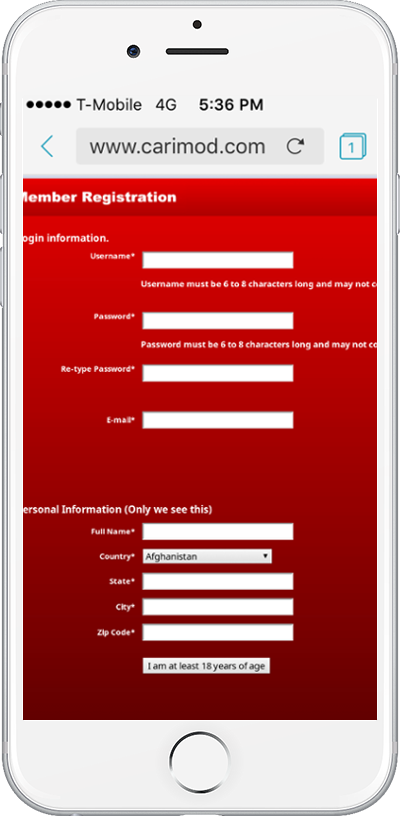 T-Mobile 4G 5:36 PM
www.carimod.com 1
Member Registration
ogin information.
Username*
Username must be 6 to 8 characters long and may not co
Password*
Password must be 6 to 8 characters long and may not co
Re-type Password*
E-mail*
ersonal Information (Only we see this)
Full Name*
Country* Afghanistan
State*
City*
Zip Code*
I am at least 18 years of age